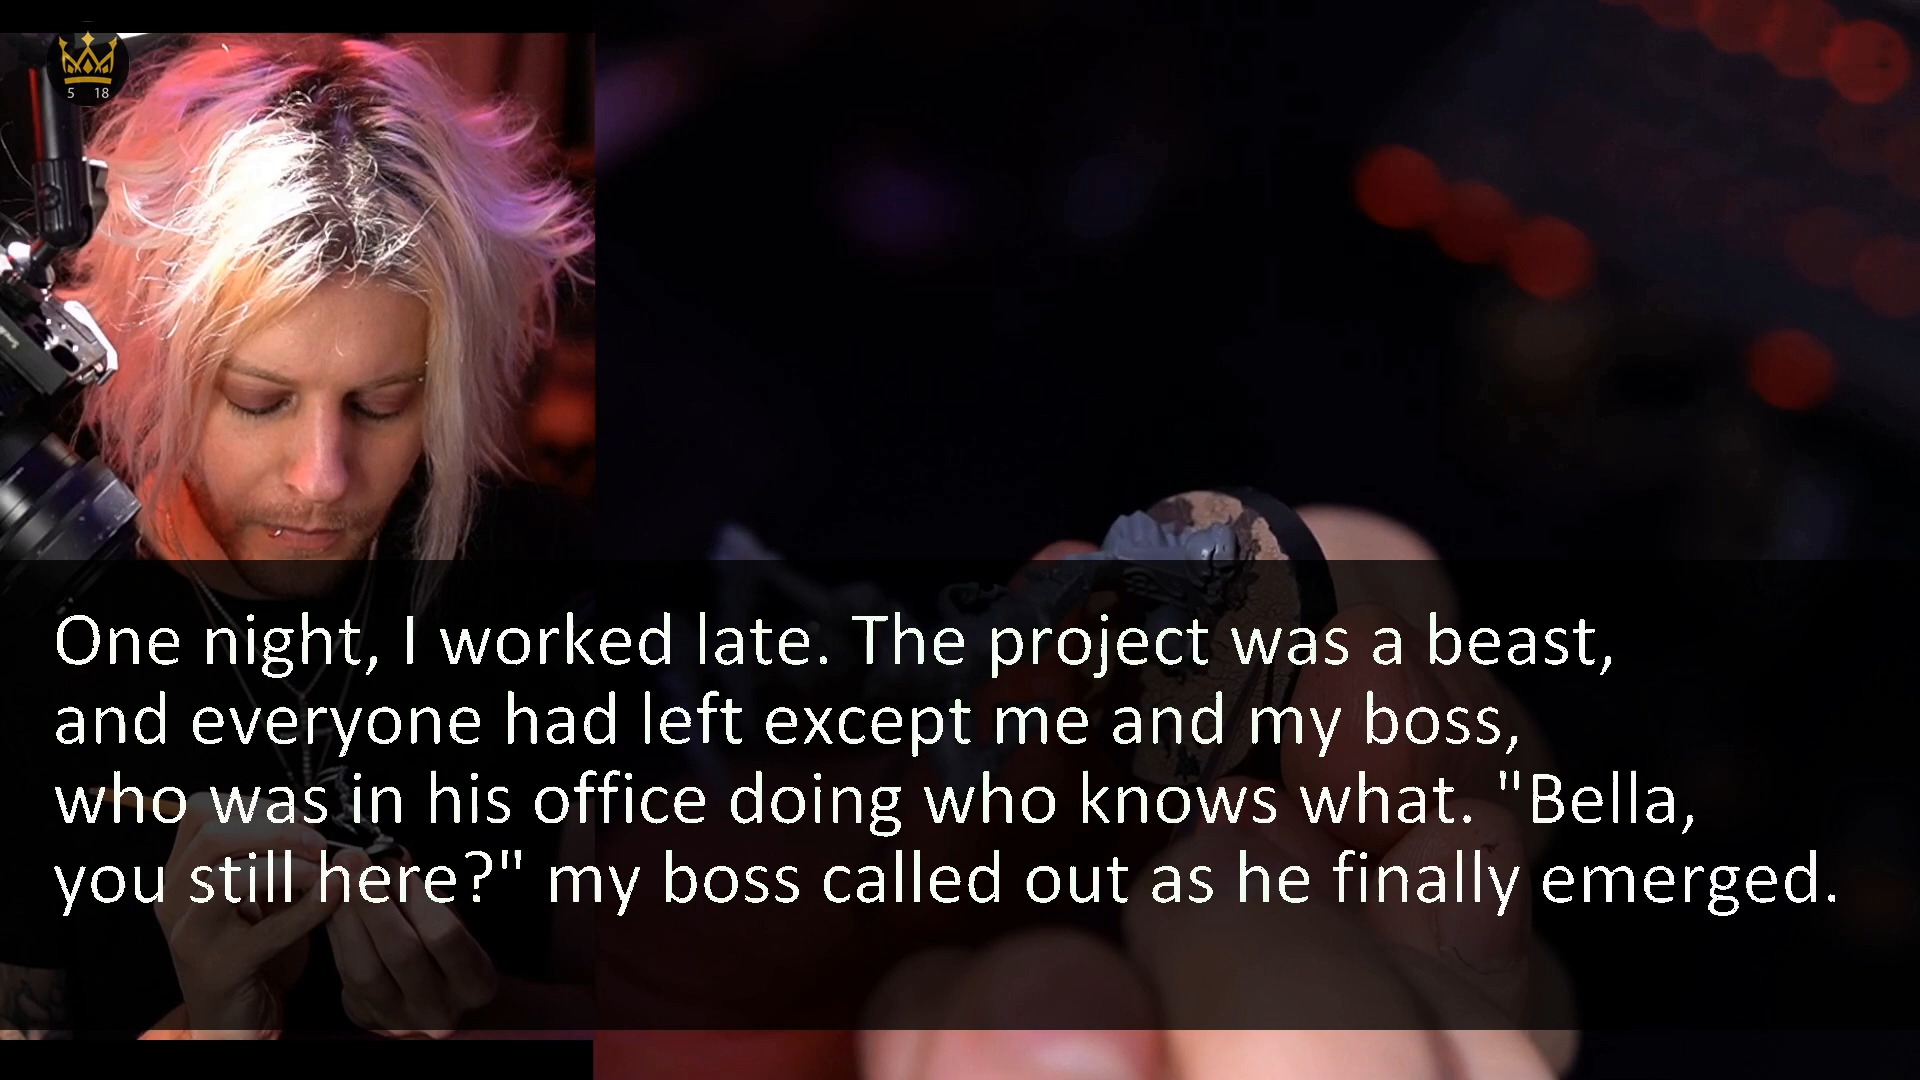 5 18
One night, I worked late. The project was a beast,
and everyone had left except me and my boss,
who was in his office doing who knows what. "Bella,
you still here?" my boss called out as he finally emerged.